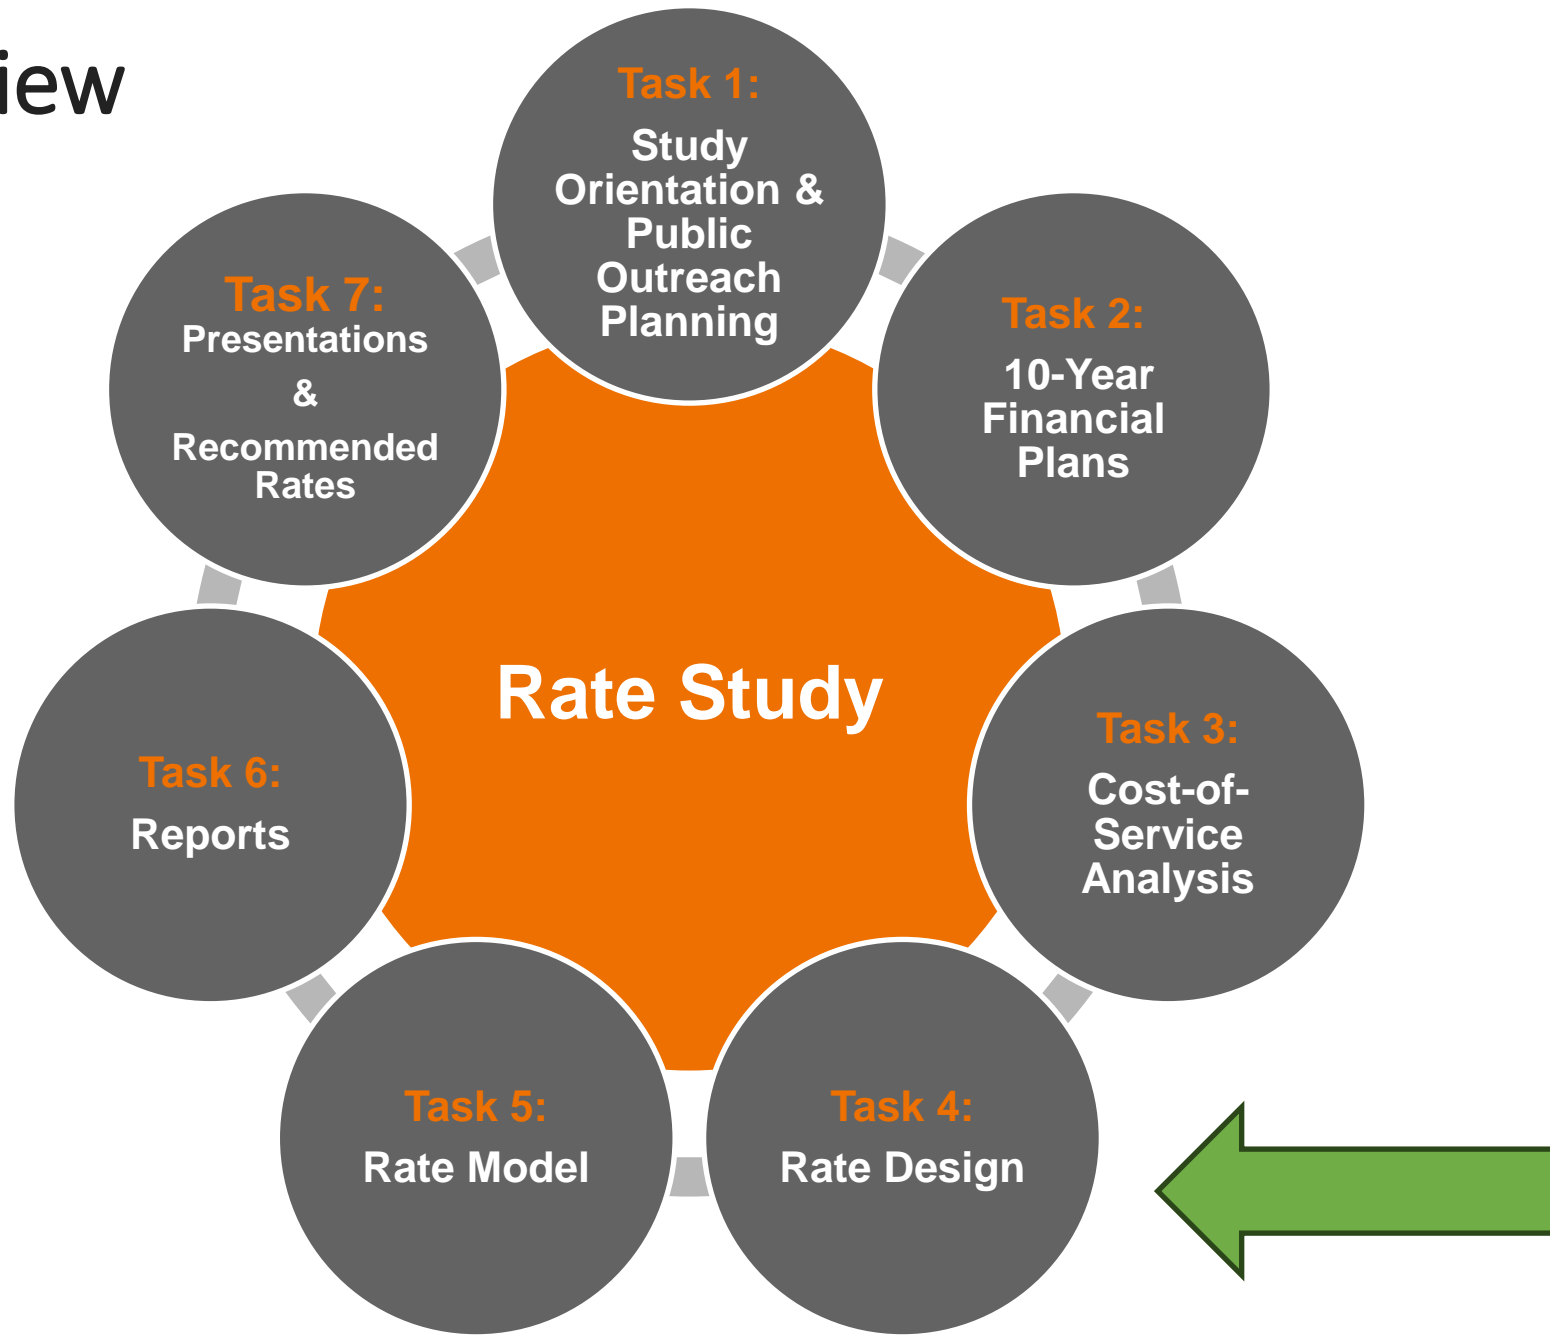 iew
Task 1:
Study
Orientation &
Public
Outreach
Planning
Task 2:
10-Year
Financial
Plans
Task 3:
Cost-of-
Service
Analysis
Task 4:
Rate Design
Task 5:
Rate Model
Task 6:
Reports
Task 7:
Presentations
&
Recommended
Rates
Rate Study